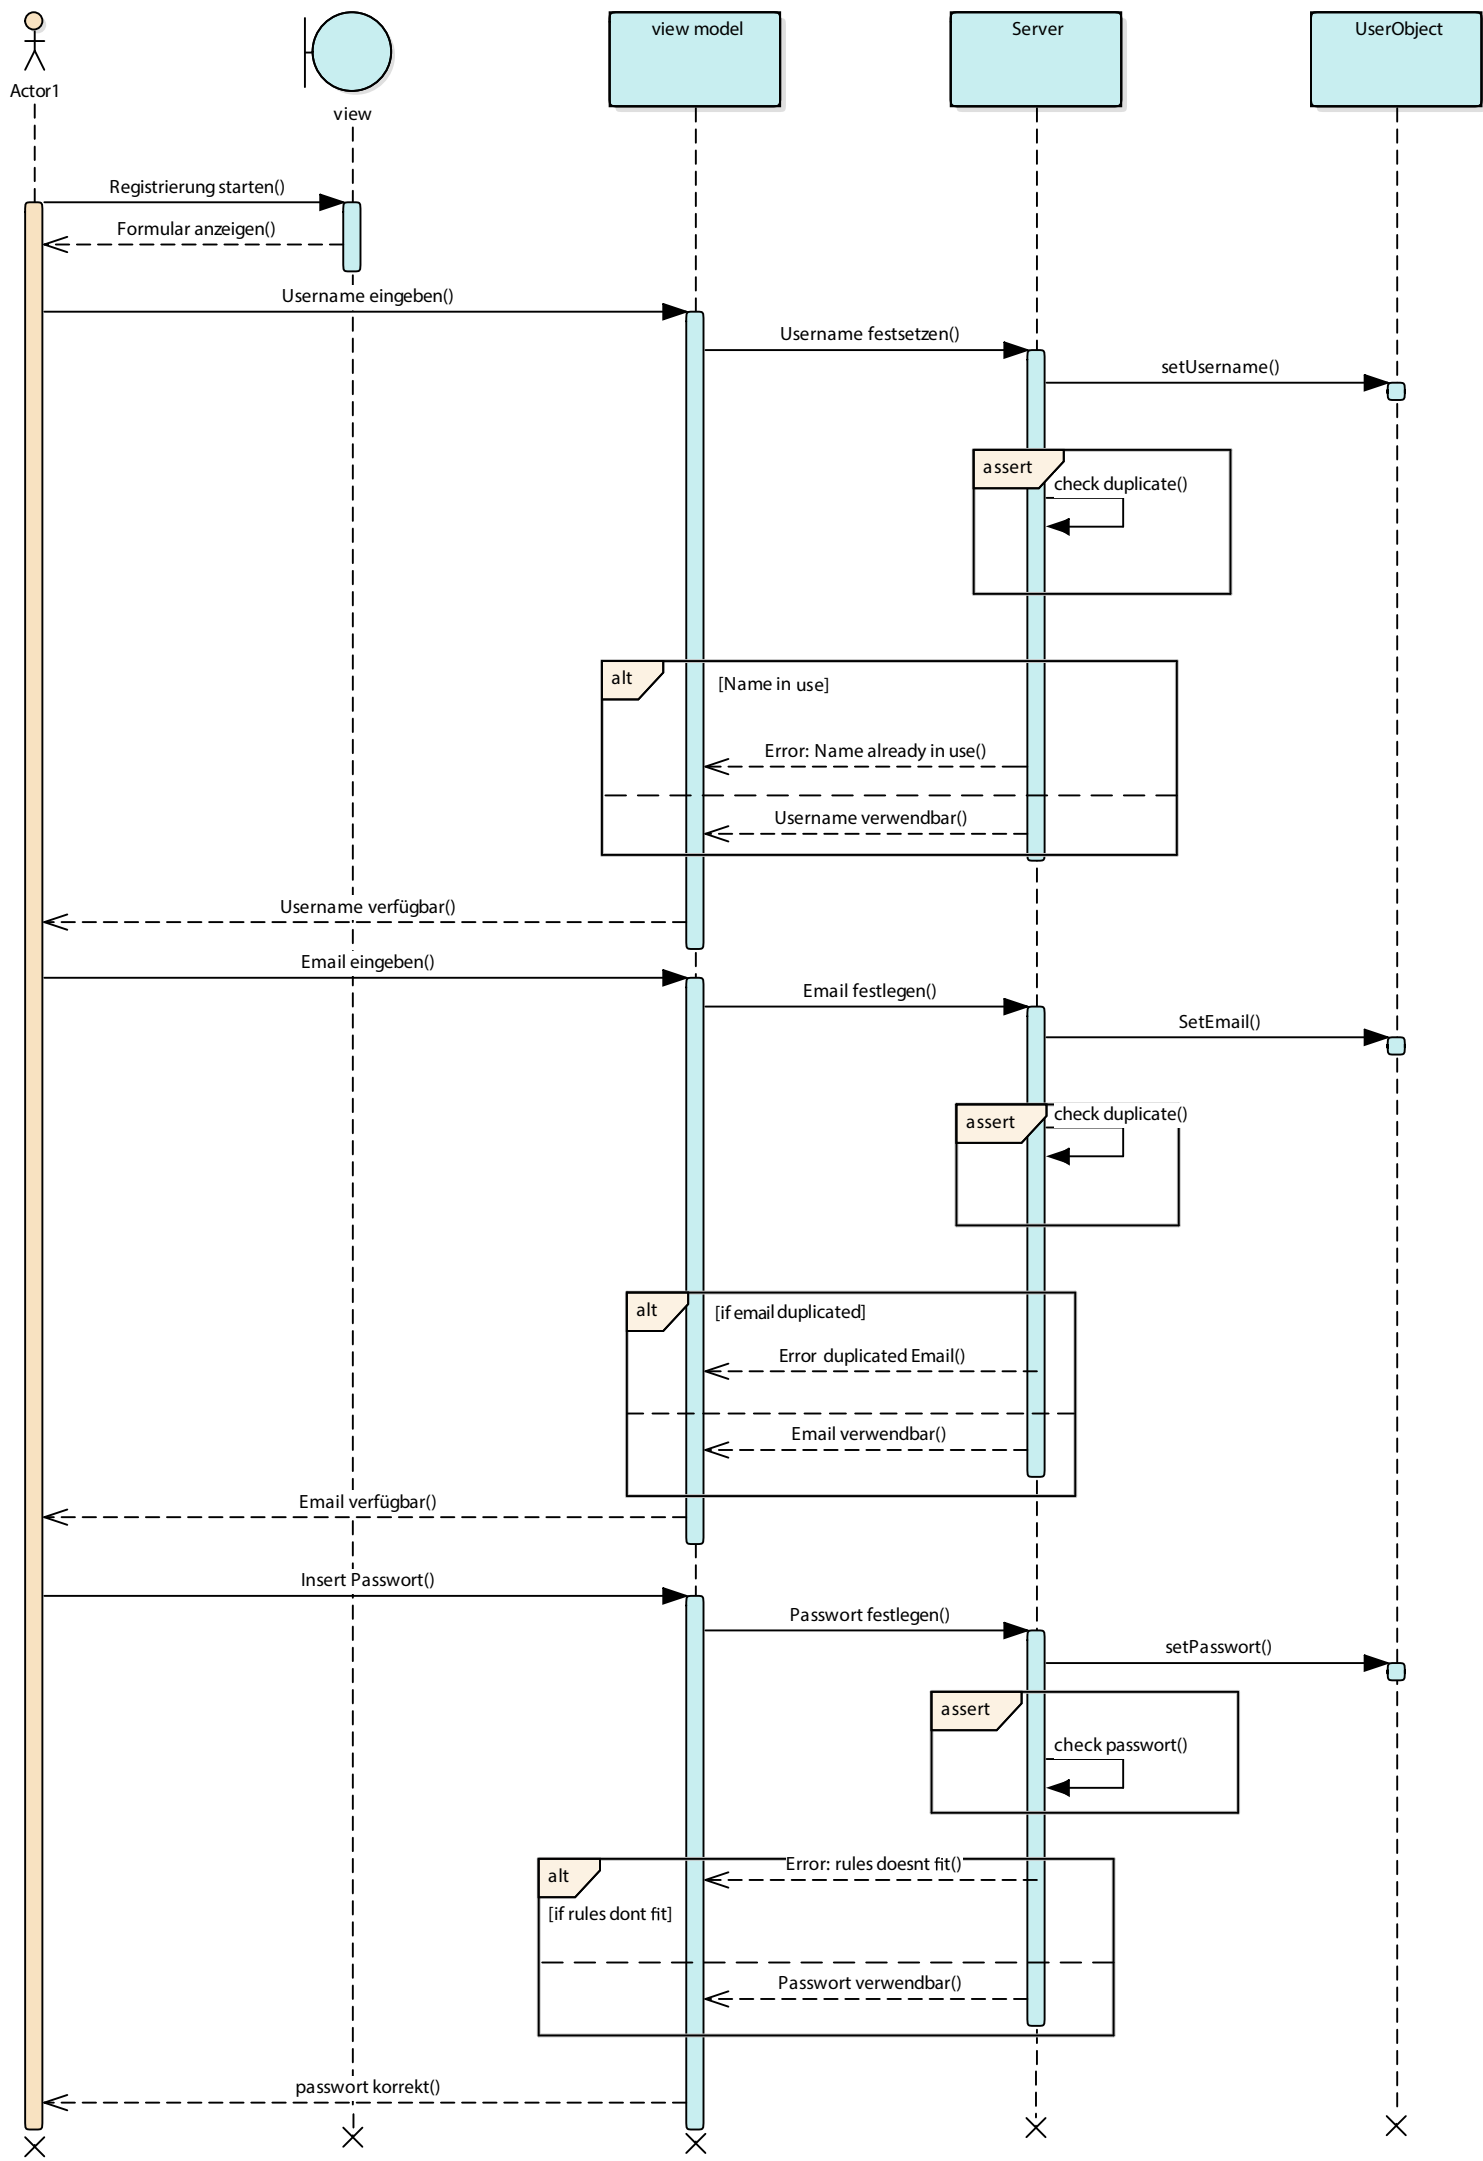 view model
Server
UserObject
Actor1
view
Registrierung starten()
Formular anzeigen()
Username eingeben()
Username festsetzen()
setUsername()
assert
check duplicate()
alt
[Name in use]
Error: Name already in use()
Username verwendbar()
Username verfügbar()
Email eingeben()
Email festlegen()
SetEmail()
assert
check duplicate()
alt
[if email duplicated]
Error duplicated Email()
Email verwendbar()
Email verfügbar()
Insert Passwort()
Passwort festlegen()
setPasswort()
assert
check passwort()
alt
Error: rules doesnt fit()
[if rules dont fit]
Passwort verwendbar()
passwort korrekt()